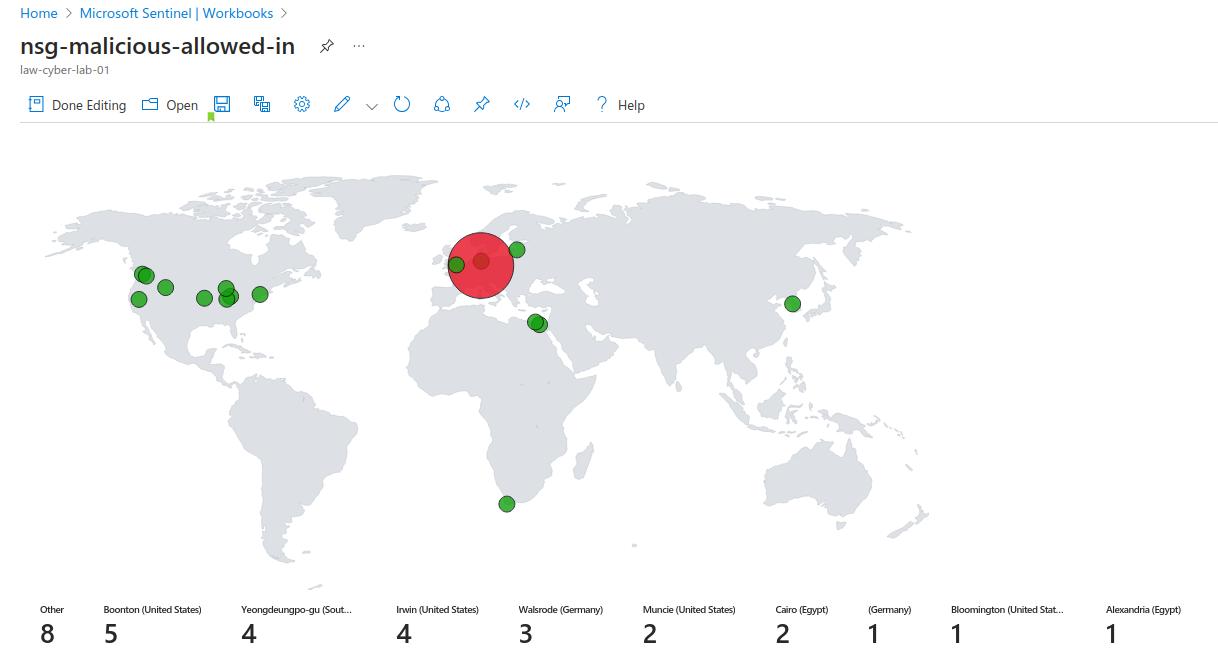 Home > Microsoft Sentinel | Workbooks >
nsg-malicious-allowed-in ...
law-cyber-lab-01
Done Editing Open </> ? Help
Other Boonton (United States) Yeongdeungpo-gu (Sout... Irwin (United States) Walsrode (Germany) Muncie (United States) Cairo (Egypt) (Germany) Bloomington (United Stat... Alexandria (Egypt)
8 5 4 4 3 2 2 1 1 1